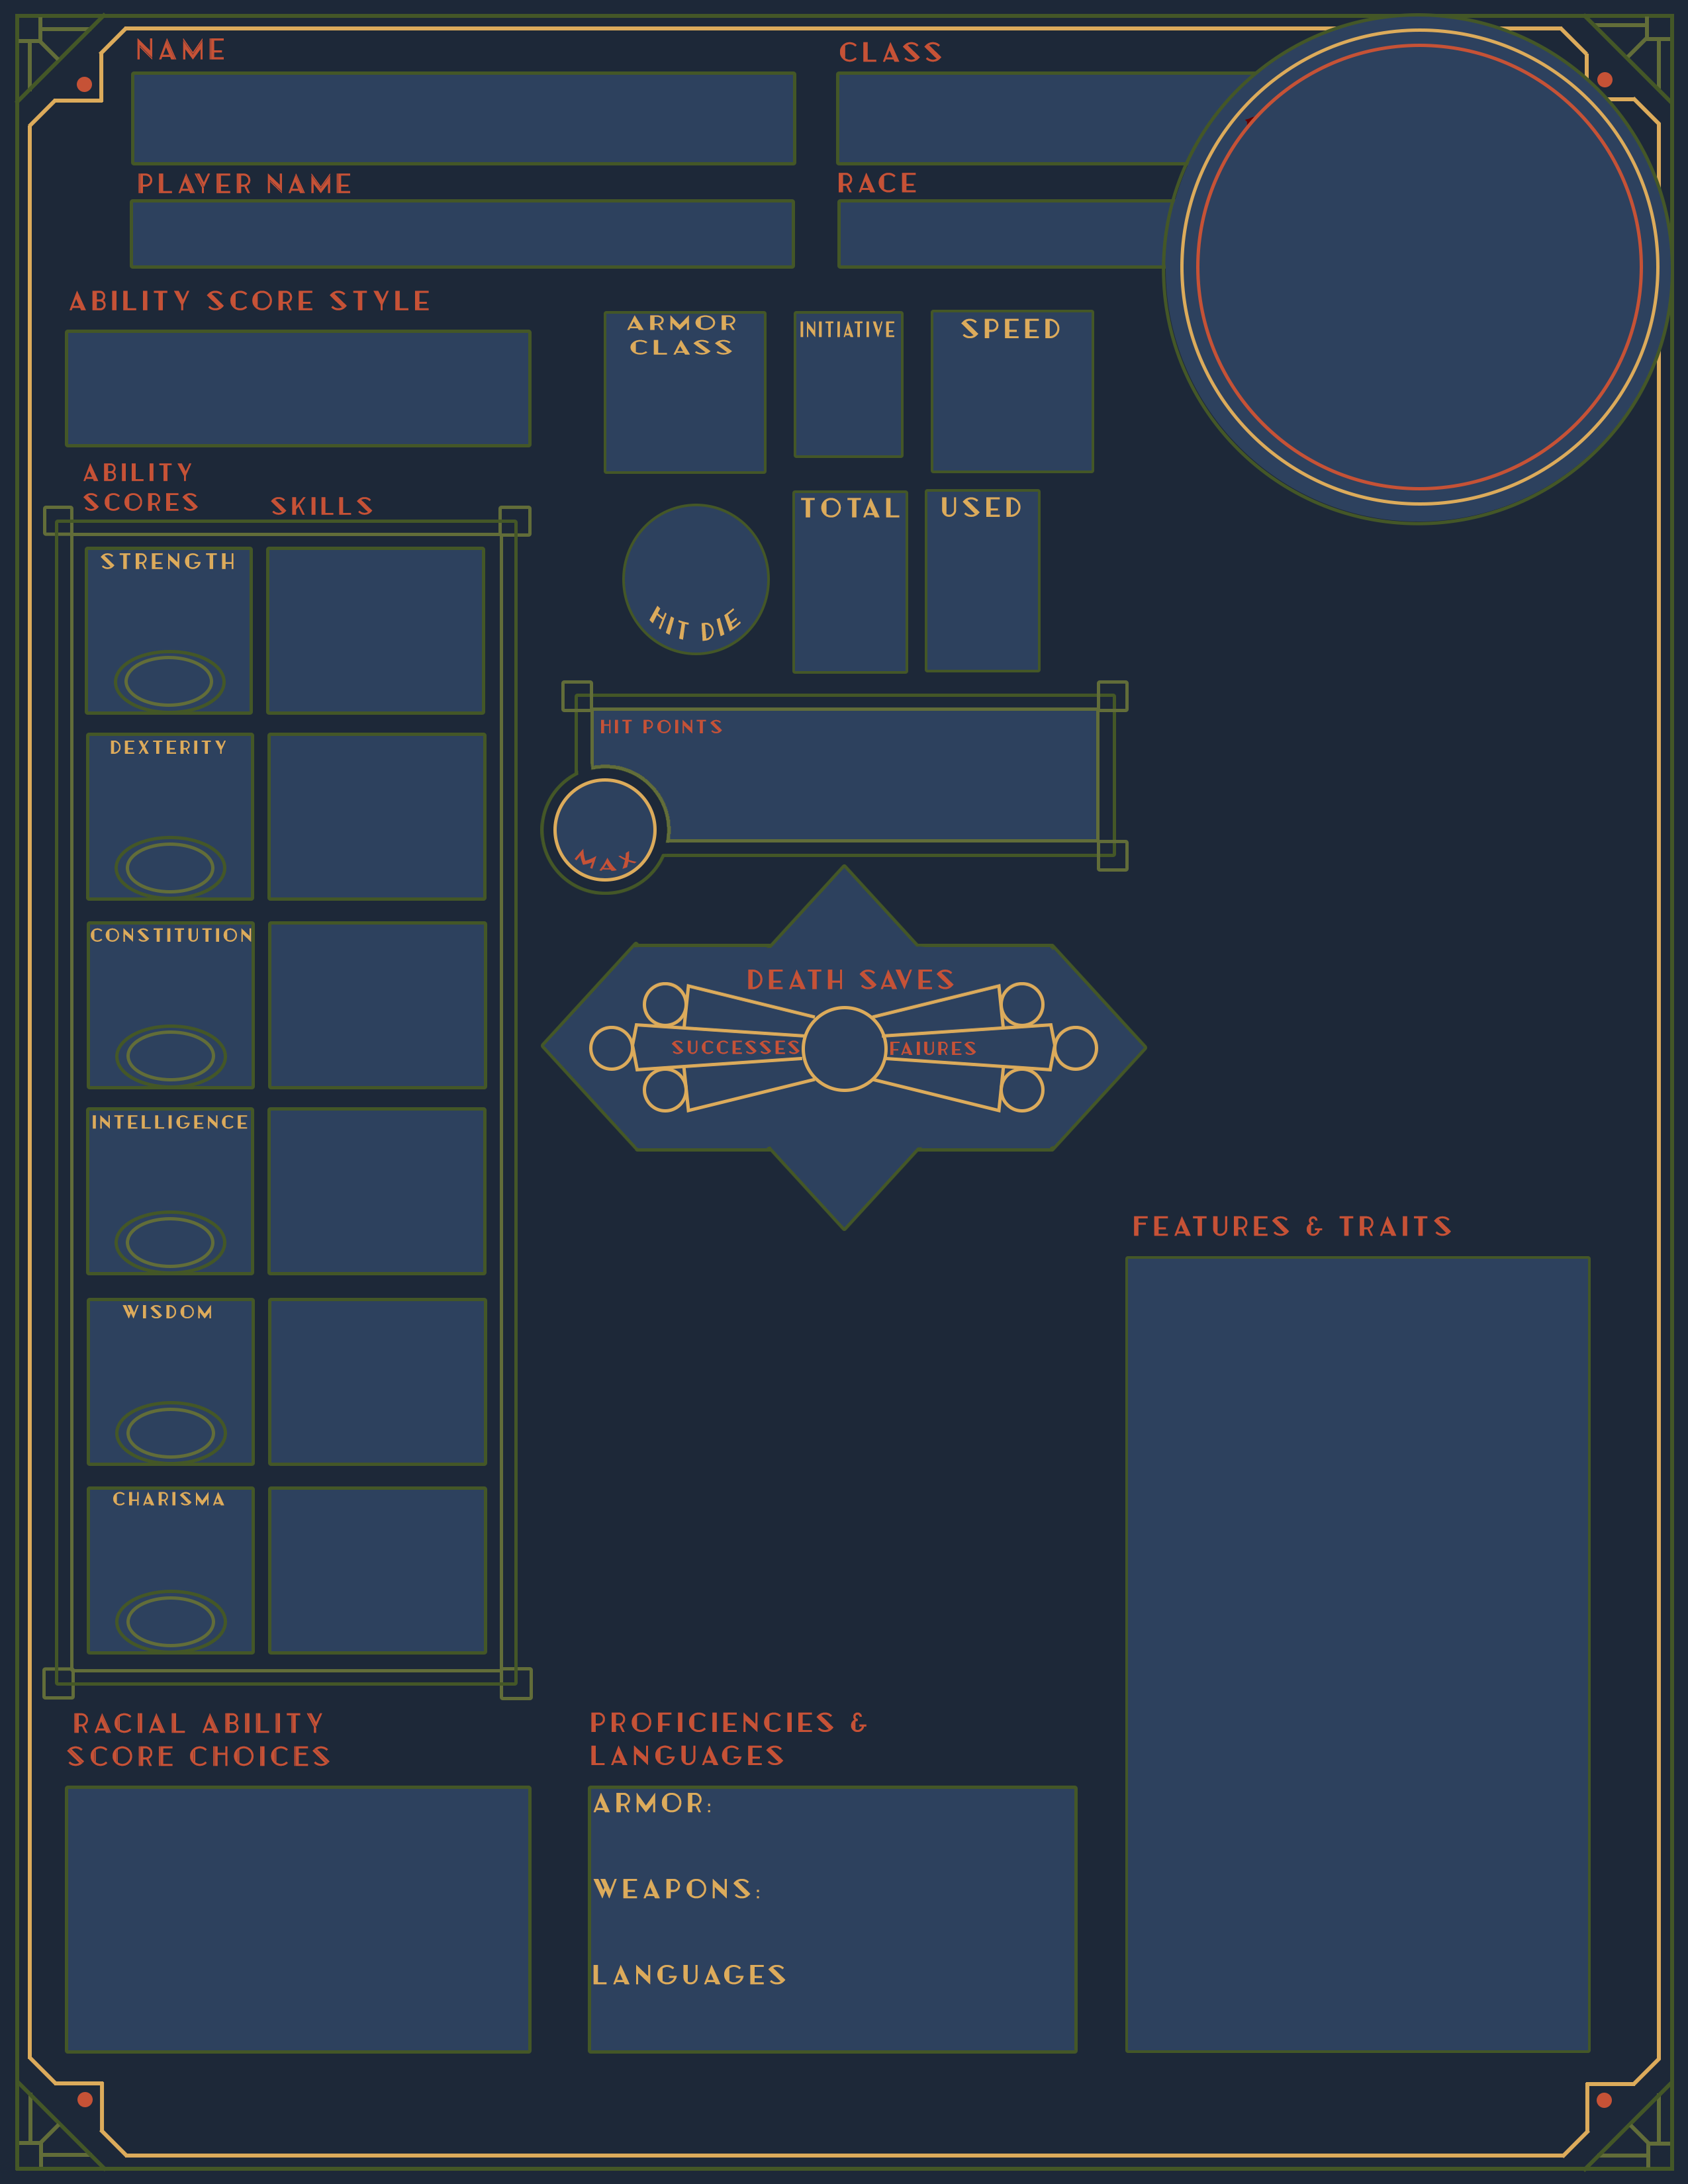 NAME
CLASS
PLAYER NAME
RACE
ABILITY SCORE STYLE
ARMOR
CLASS
INITIATIVE
SPEED
ABILITY
SCORES
SKILLS
TOTAL
USED
STRENGTH
HIT DIE
HIT POINTS
DEXTERITY
MAX
CONSTITUTION
DEATH SAVES
SUCCESSES
FAIURES
INTELLIGENCE
FEATURES & TRAITS
WISDOM
CHARISMA
RACIAL ABILITY
SCORE CHOICES
PROFICIENCIES &
LANGUAGES
ARMOR:
WEAPONS:
LANGUAGES